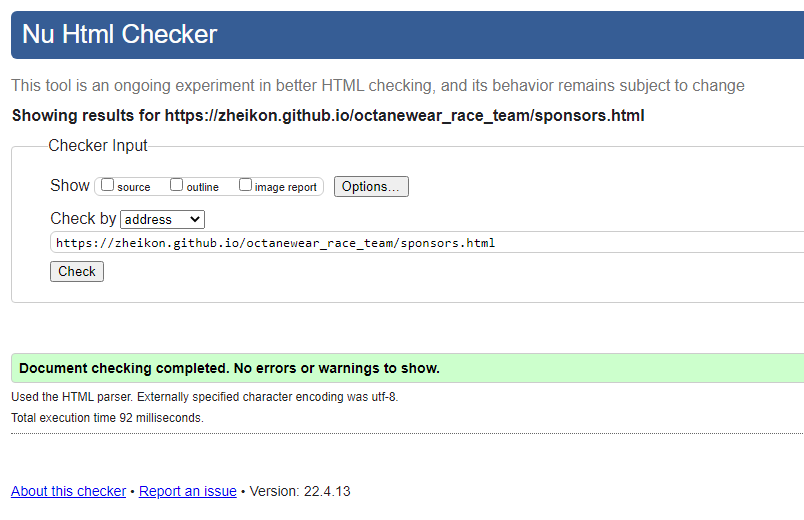 Nu Html Checker
This tool is an ongoing experiment in better HTML checking, and its behavior remains subject to change
Showing results for https://zheikon.github.io/octanewear_race_team/sponsors.html
Checker Input
Show source outline image report Options...
Check by address
https://zheikon.github.io/octanewear_race_team/sponsors.html
Check
Document checking completed. No errors or warnings to show.
Used the HTML parser. Externally specified character encoding was utf-8.
Total execution time 92 milliseconds.
About this checker • Report an issue • Version: 22.4.13